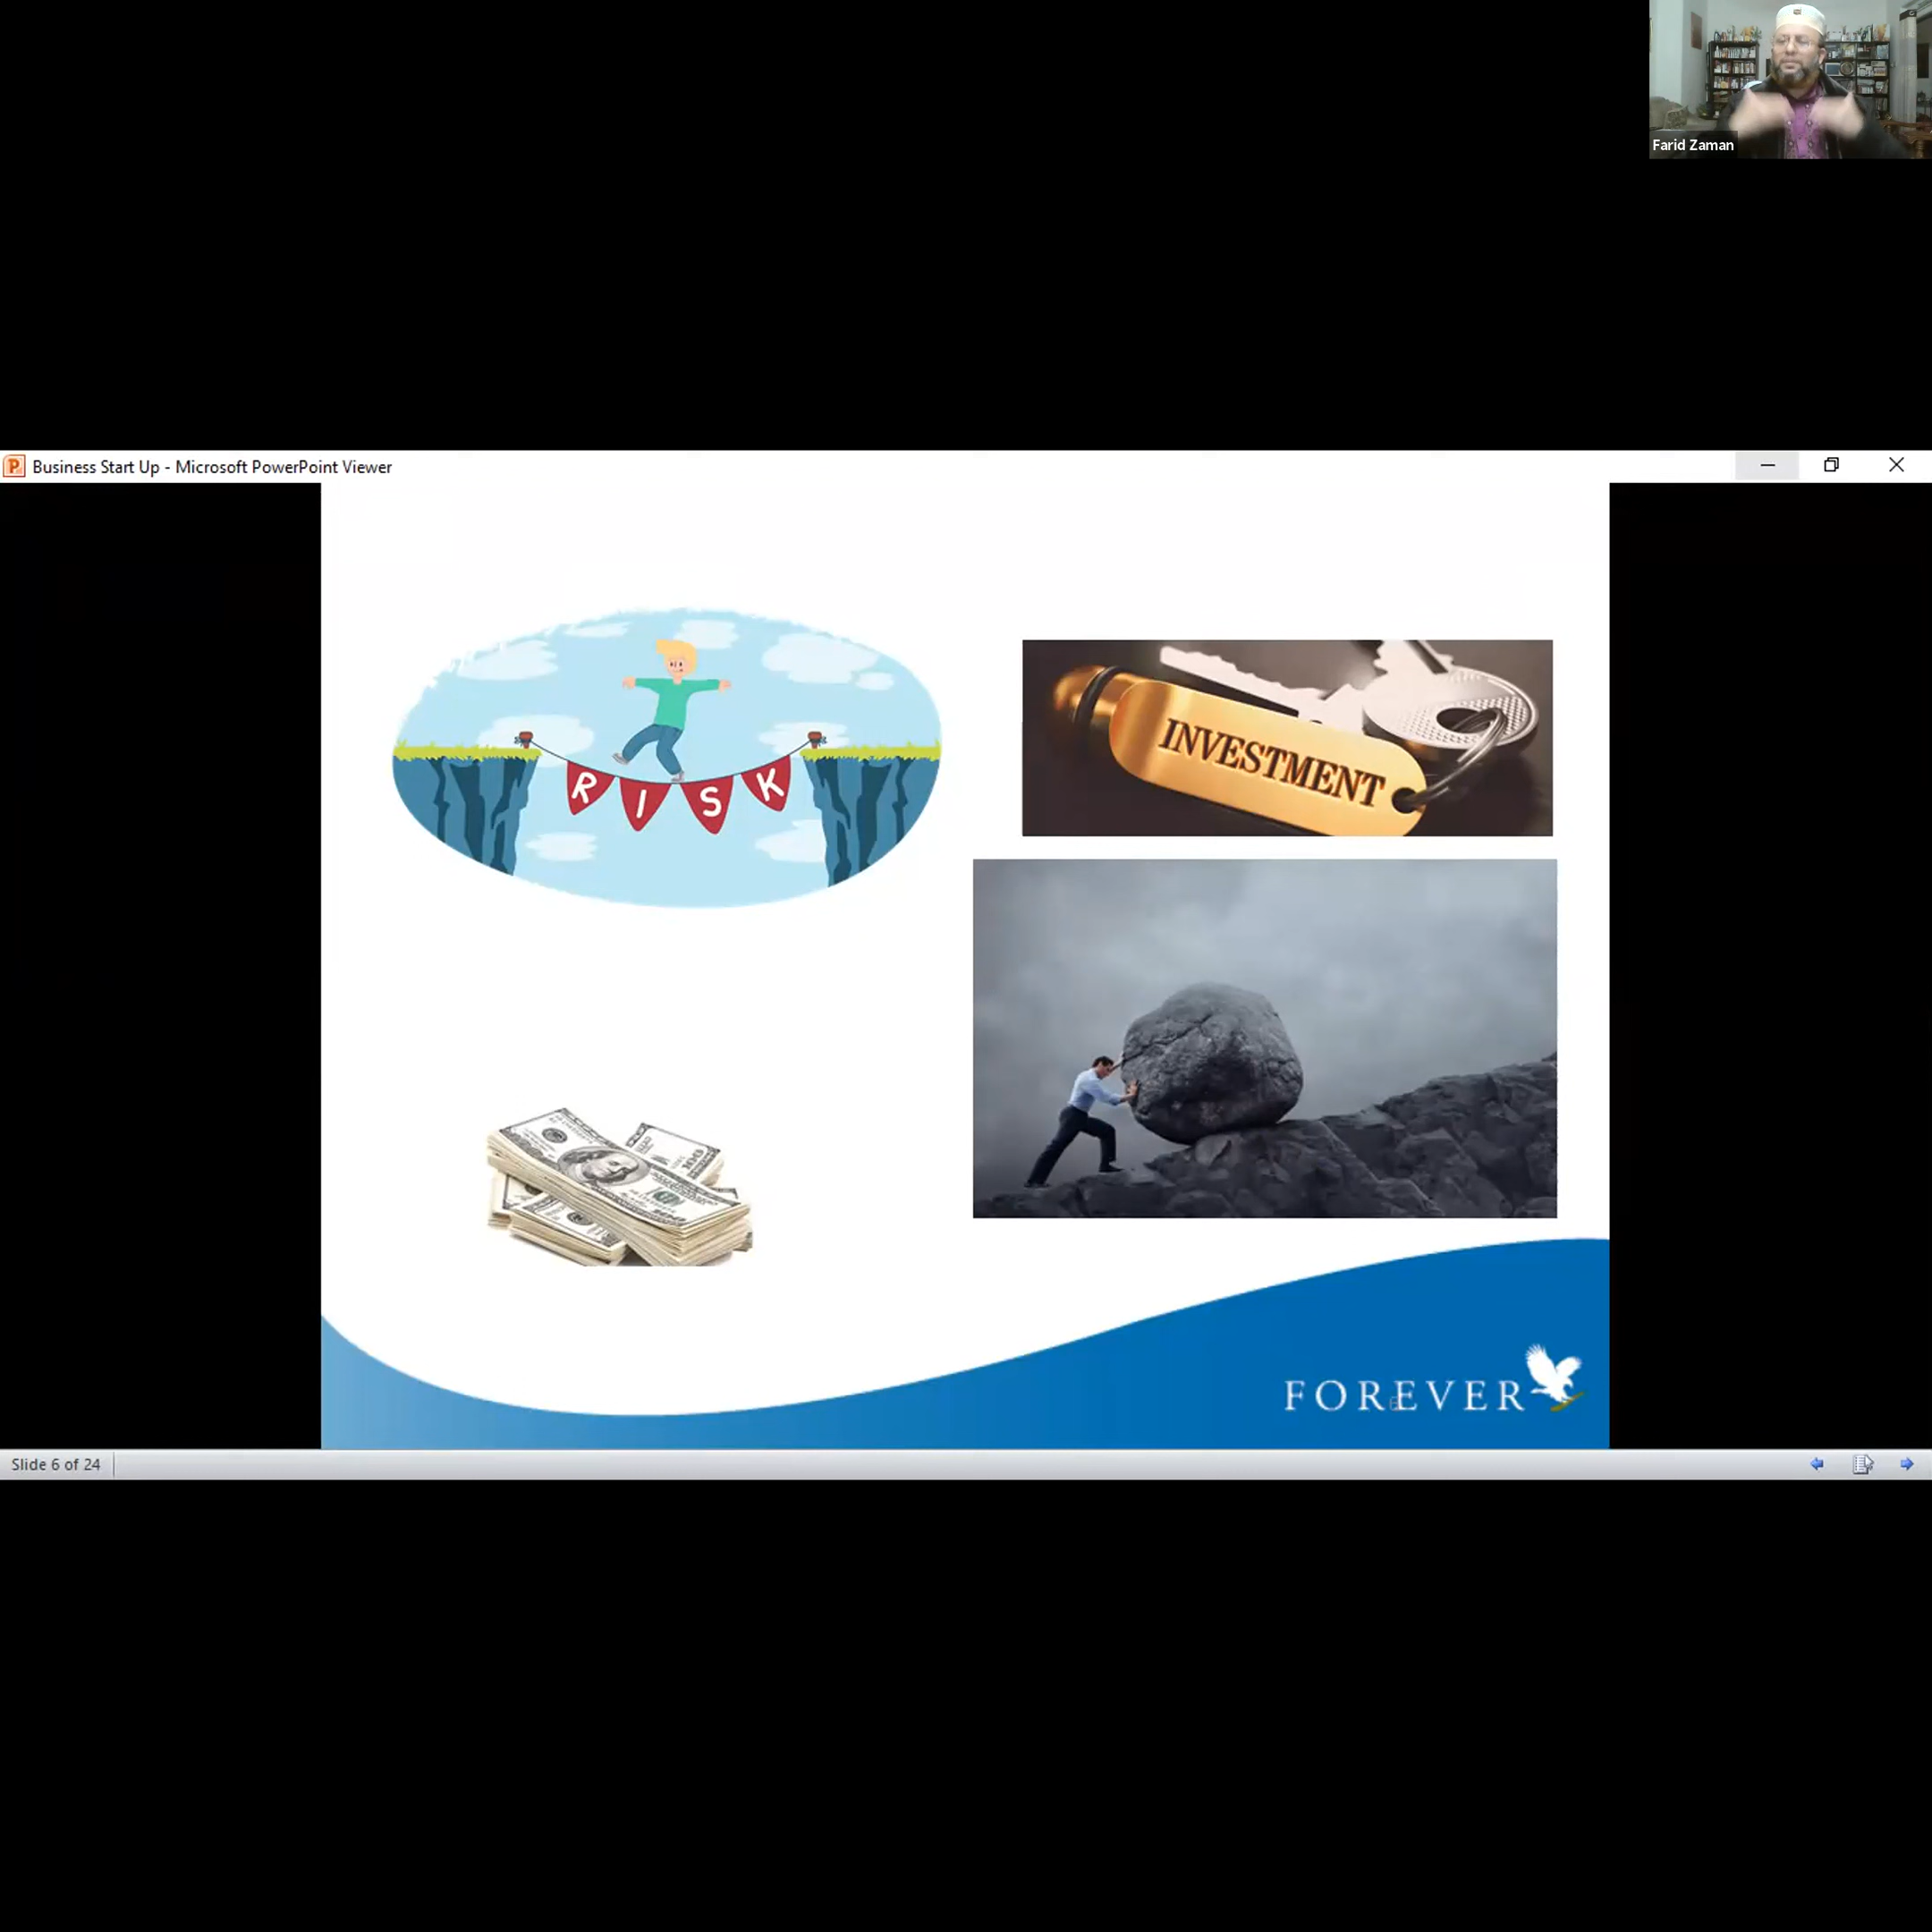 Farid Zaman
Business Start Up - Microsoft PowerPoint Viewer
RISK
INVESTMENT
FOREVER
Slide 6 of 24